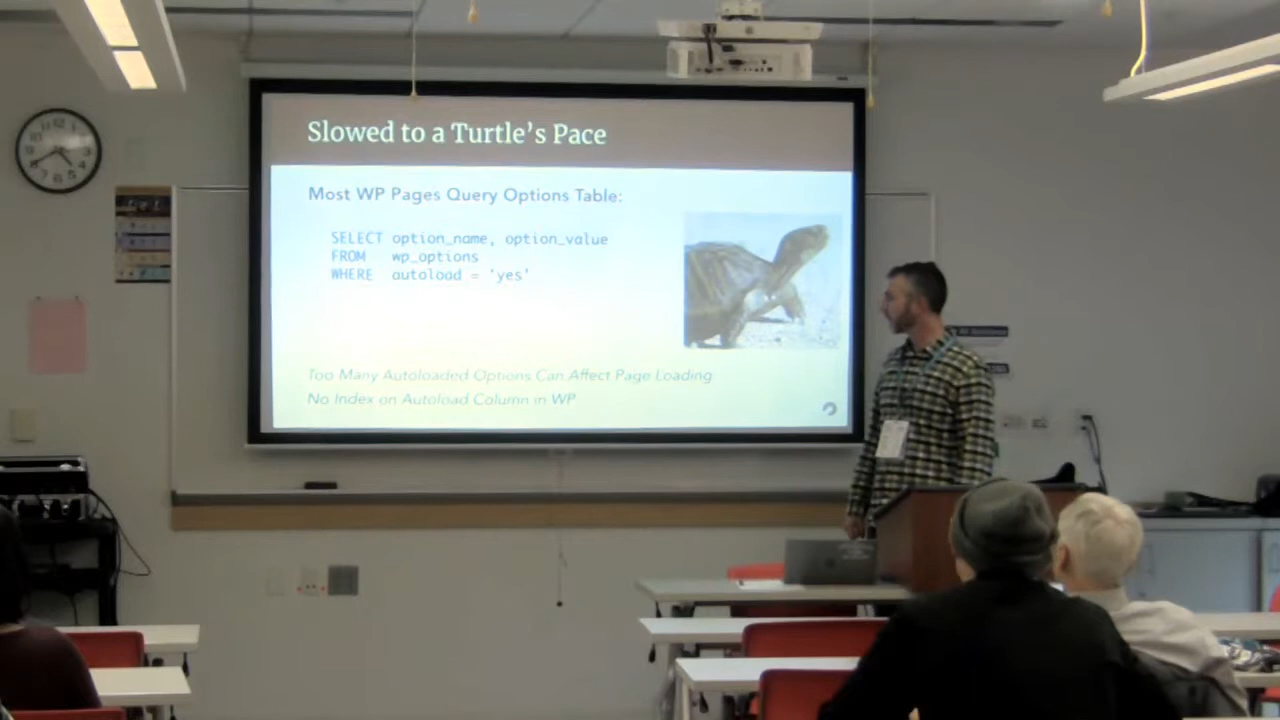 Slowed to a Turtle's Pace
Most WP Pages Query Options Table:
SELECT option_name, option_value
FROM wp_options
WHERE autoload = 'yes'
Too Many Autoloaded Options Can Affect Page Loading
No Index on Autoload Column in WP